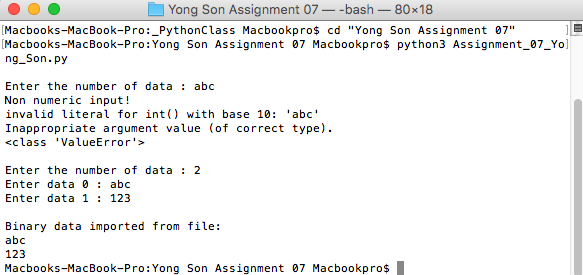 Yong Son Assignment 07 — -bash — 80×18
[Macbooks-MacBook-Pro:_PythonClass Macbookpro$ cd "Yong Son Assignment 07"]
[Macbooks-MacBook-Pro:Yong Son Assignment 07 Macbookpro$ python3 Assignment_07_Yo]
ng_Son.py
Enter the number of data : abc
Non numeric input!
invalid literal for int() with base 10: 'abc'
Inappropriate argument value (of correct type).
<class 'ValueError'>
Enter the number of data : 2
Enter data 0 : abc
Enter data 1 : 123
Binary data imported from file:
abc
123
Macbooks-MacBook-Pro:Yong Son Assignment 07 Macbookpro$